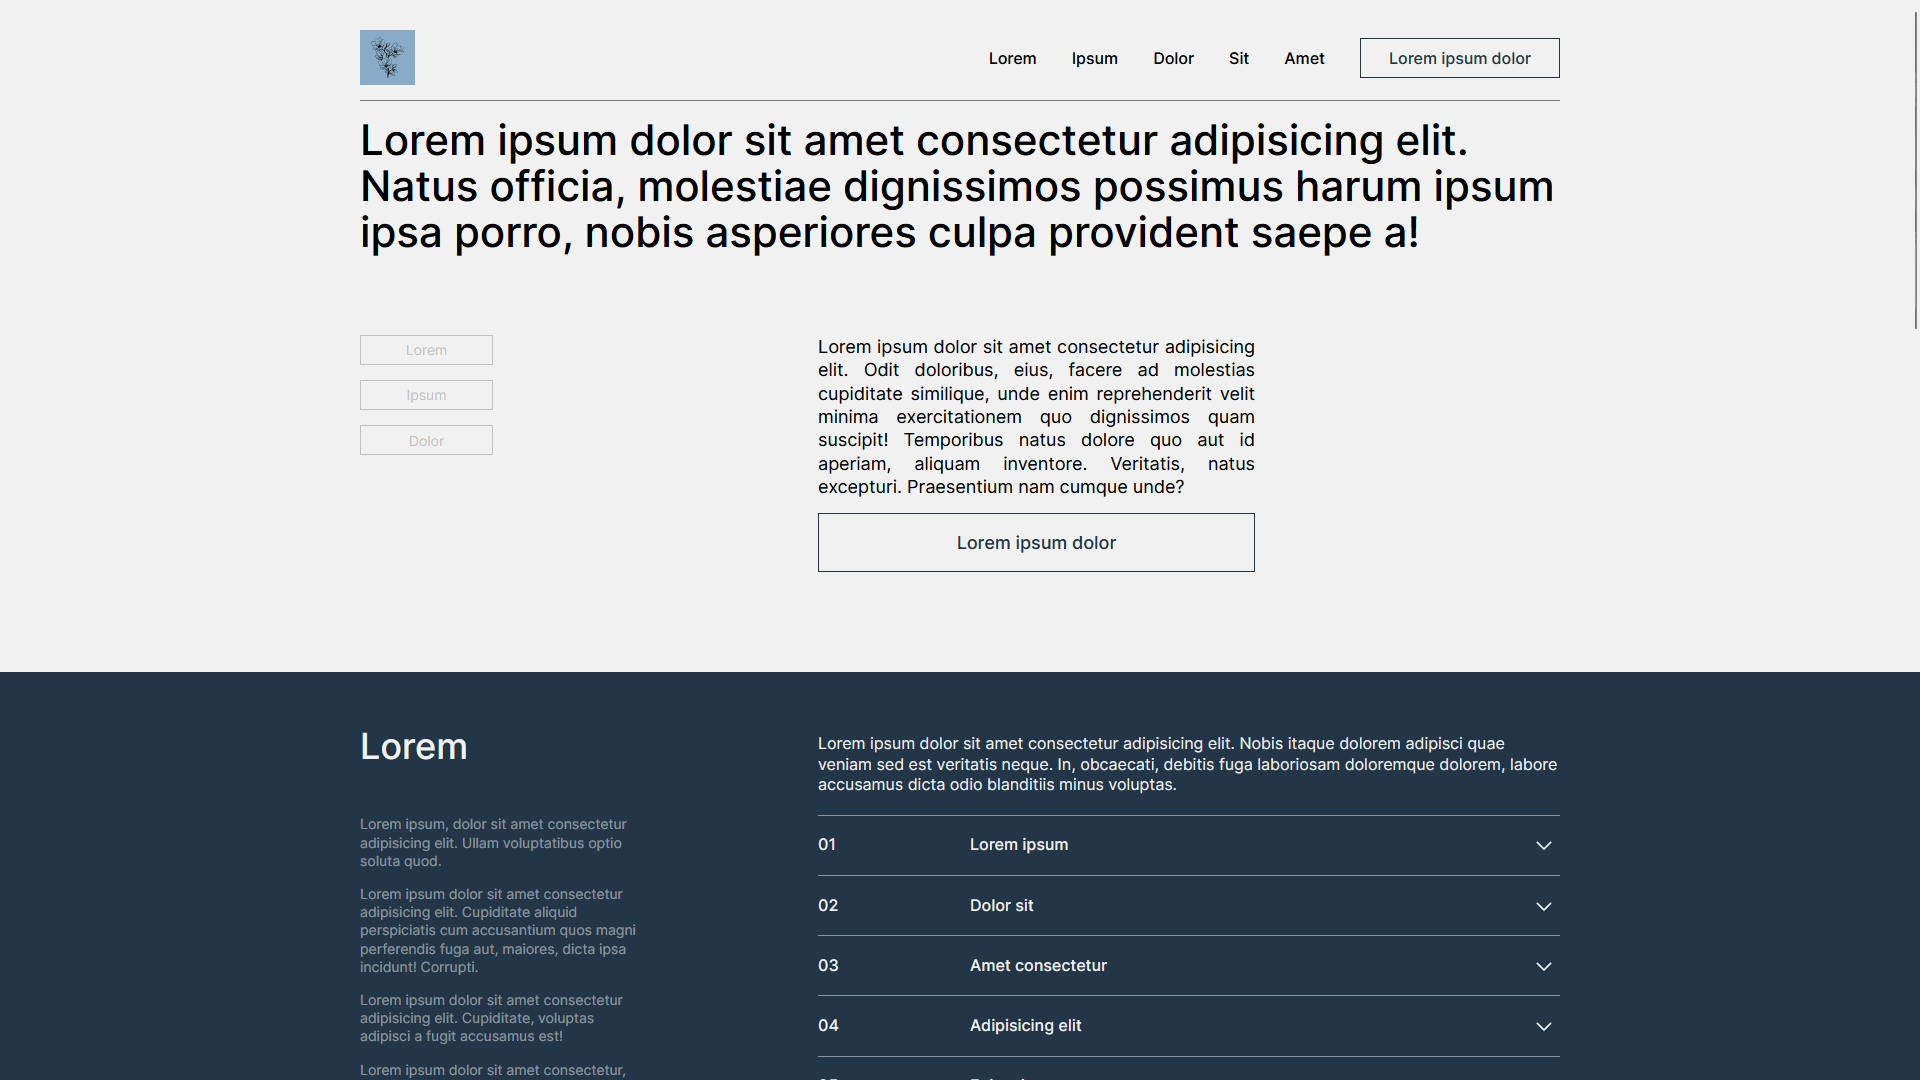 Lorem
Ipsum
Dolor
Sit
Amet
Lorem ipsum dolor
Lorem ipsum dolor sit amet consectetur adipisicing elit.
Natus officia, molestiae dignissimos possimus harum ipsum
ipsa porro, nobis asperiores culpa provident saepe a!
Lorem
Ipsum
Dolor
Lorem ipsum dolor sit amet consectetur adipisicing
elit. Odit doloribus, eius, facere ad molestias
cupiditate similique, unde enim reprehenderit velit
minima exercitationem quo dignissimos quam
suscipit! Temporibus natus dolore quo aut id
aperiam, aliquam inventore. Veritatis, natus
excepturi. Praesentium nam cumque unde?
Lorem ipsum dolor
Lorem
Lorem ipsum, dolor sit amet consectetur
adipisicing elit. Ullam voluptatibus optio
soluta quod.
Lorem ipsum dolor sit amet consectetur
adipisicing elit. Cupiditate aliquid
perspiciatis cum accusantium quos magni
perferendis fuga aut, maiores, dicta ipsa
incidunt! Corrupti.
Lorem ipsum dolor sit amet consectetur
adipisicing elit. Cupiditate, voluptas
adipisci a fugit accusamus est!
Lorem ipsum dolor sit amet consectetur,
Lorem ipsum dolor sit amet consectetur adipisicing elit. Nobis itaque dolorem adipisci quae
veniam sed est veritatis neque. In, obcaecati, debitis fuga laboriosam doloremque dolorem, labore
accusamus dicta odio blanditiis minus voluptas.
01 Lorem ipsum
02 Dolor sit
03 Amet consectetur
04 Adipisicing elit